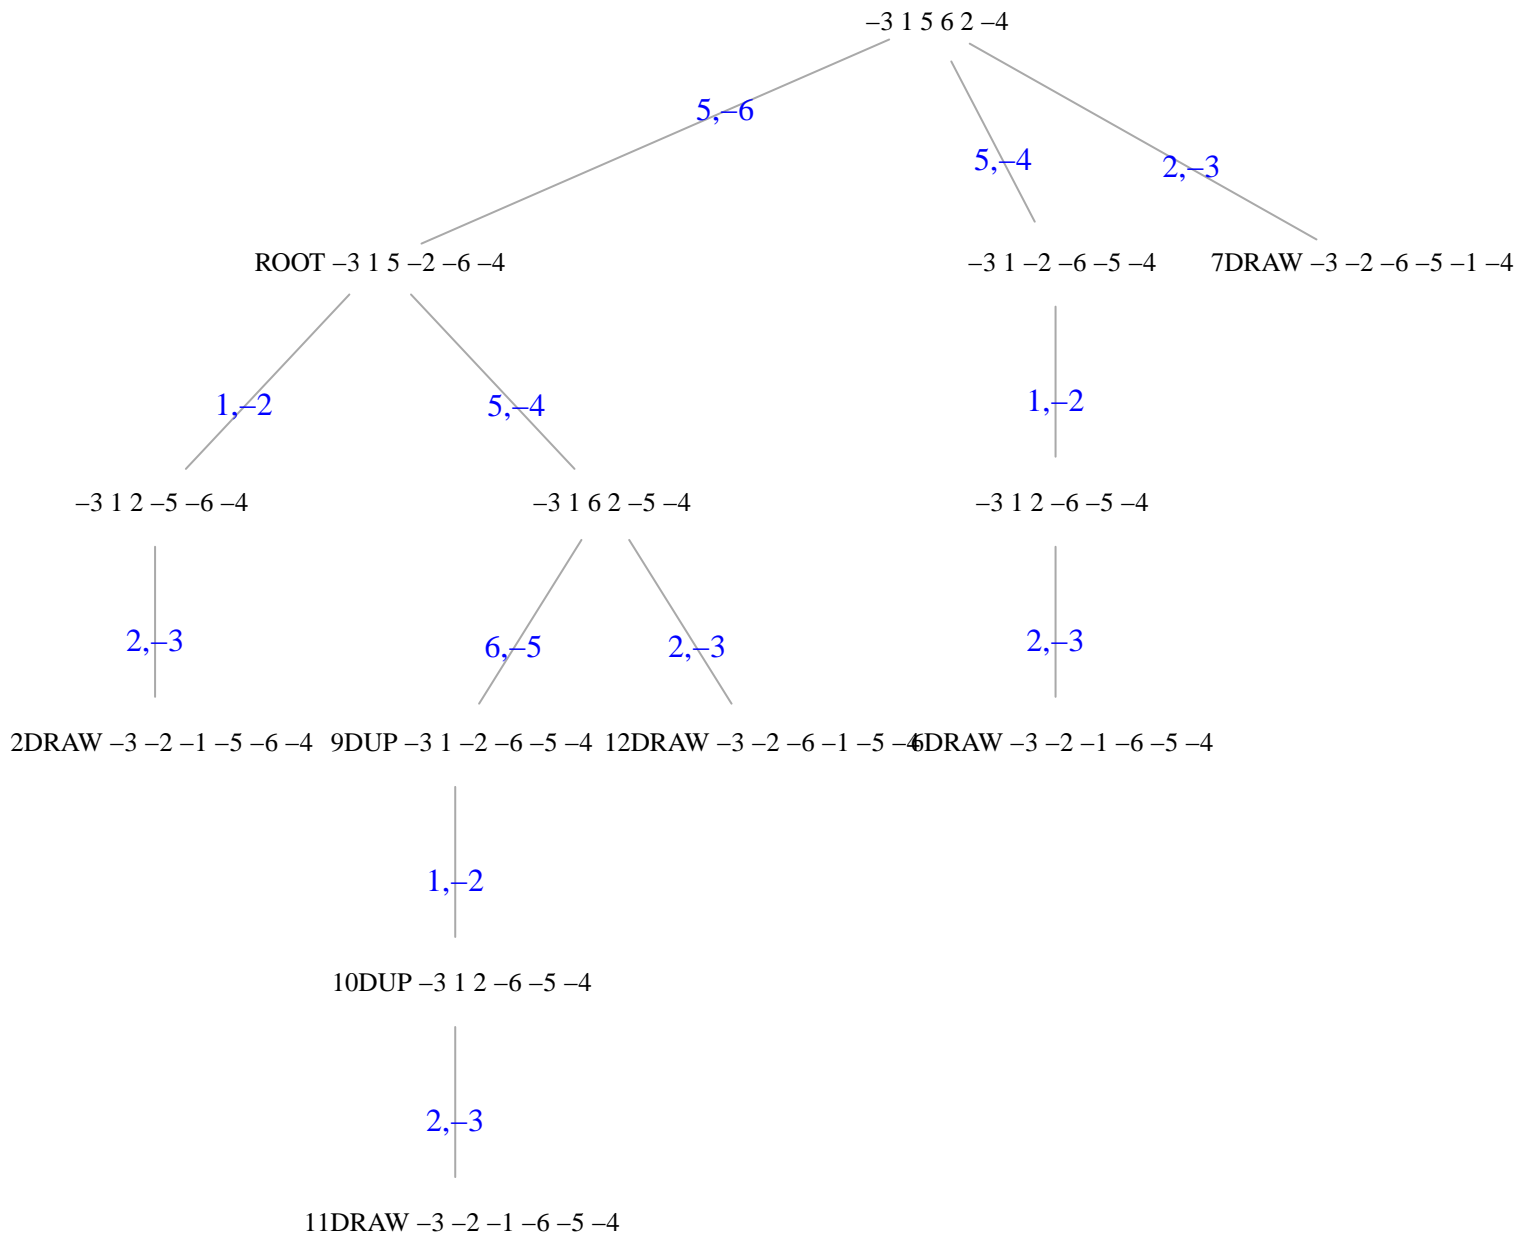 –3 1 5 6 2 –4
5,–6
5,–4
2,–3
ROOT –3 1 5 –2 –6 –4
–3 1 –2 –6 –5 –4
7DRAW –3 –2 –6 –5 –1 –4
1,–2
5,–4
1,–2
–3 1 2 –5 –6 –4
–3 1 6 2 –5 –4
–3 1 2 –6 –5 –4
2,–3
6,–5
2,–3
2,–3
2DRAW –3 –2 –1 –5 –6 –4
9DUP –3 1 –2 –6 –5 –4
12DRAW –3 –2 –6 –1 –5 –4
6DRAW –3 –2 –1 –6 –5 –4
1,–2
10DUP –3 1 2 –6 –5 –4
2,–3
11DRAW –3 –2 –1 –6 –5 –4